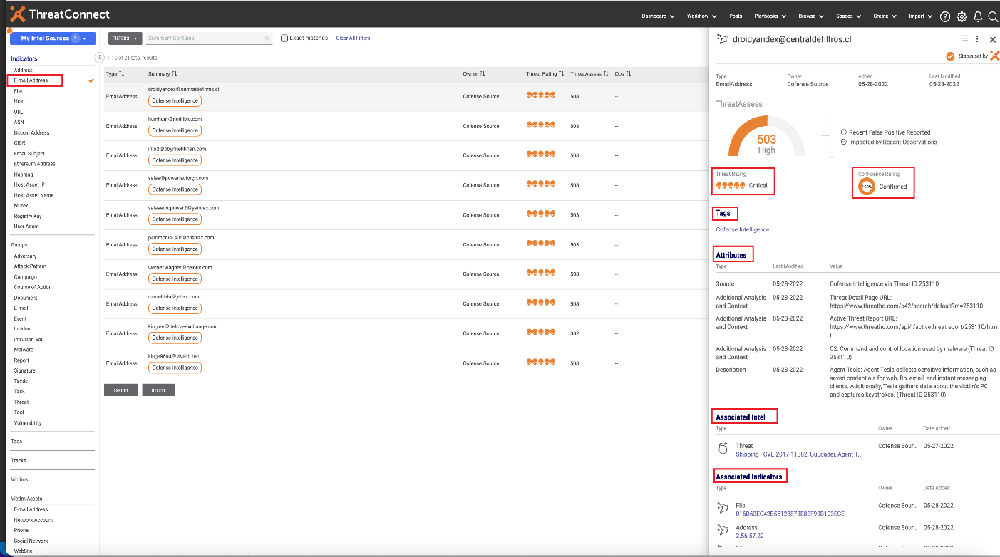 ThreatConnect
Dashboard
Workflow
Posts
Playbooks
Browse
Spaces
Create
Import
My Intel Sources 1
FILTERS
Summary Contains
Exact matches
Clear All Filters
1-10 of 21 total results
Indicators
Address
E-mail Address
File
Host
URL
ASN
Bitcoin Address
CIDR
Email Subject
Ethereum Address
Hashtag
Host Asset IP
Host Asset Name
Mutex
Registry Key
User Agent
Groups
Adversary
Attack Pattern
Campaign
Course of Action
Document
E-mail
Event
Incident
Intrusion Set
Malware
Report
Signature
Tactic
Task
Threat
Tool
Vulnerability
Tags
Tracks
Victims
Victim Assets
E-mail Address
Network Account
Phone
Social Network
WebSite
Type Summary Owner Threat Rating ThreatAssess Obs
droidyandex@centraldefiltros.cl
EmailAddress Cofense Intelligence Cofense Source 503 --
humhum@nutiribio.com
EmailAddress Cofense Intelligence Cofense Source 503 --
info2@obynnehhhan.com
EmailAddress Cofense Intelligence Cofense Source 503 --
sales@powerfactorgh.com
EmailAddress Cofense Intelligence Cofense Source 503 --
saleseuropower2@yandex.com
EmailAddress Cofense Intelligence Cofense Source 503 --
patrimonial.sur@cristlizz.com
EmailAddress Cofense Intelligence Cofense Source 503 --
werner.wagner@celoric.com
EmailAddress Cofense Intelligence Cofense Source 503 --
mariel.lalu@jeteix.com
EmailAddress Cofense Intelligence Cofense Source 503 --
kinglee@delma-exchange.com
EmailAddress Cofense Intelligence Cofense Source 382 --
kings9660@vivaldi.net
EmailAddress Cofense Intelligence Cofense Source 503 --
EXPORT DELETE
droidyandex@centraldefiltros.cl
Status set by
Type Owner Added Last Modified
EmailAddress Cofense Source 05-28-2022 05-28-2022
ThreatAssess
503
High
Recent False Positive Reported
Impacted by Recent Observations
Threat Rating
Critical
Confidence Rating
100% Confirmed
Tags
Cofense Intelligence
Attributes
Type Last Modified Value
Source 05-28-2022 Cofense Intelligence via Threat ID 253110
Additional Analysis 05-28-2022 Threat Detail Page URL:
and Context https://www.threathq.com/p42/search/default?m=253110
Additional Analysis 05-28-2022 Active Threat Report URL:
and Context https://www.threathq.com/api/l/activethreatreport/253110/htm
l
Additional Analysis 05-28-2022 C2: Command and control location used by malware (Threat ID
and Context 253110)
Description 05-28-2022 Agent Tesla: Agent Tesla collects sensitive information, such as
saved credentials for web, ftp, email, and instant messaging
clients. Additionally, Tesla gathers data about the victim's PC
and captures keystrokes. (Threat ID 253110)
Associated Intel
Type Owner Date Added
Threat Cofense Sour... 05-27-2022
Shipping - CVE-2017-11882, GuLoader, Agent T...
Associated Indicators
Type Owner Date Added
File Cofense Sour... 05-28-2022
016D63EC42B55128873E8EF99B193ECE
Address Cofense Sour... 05-28-2022
2.56.57.22